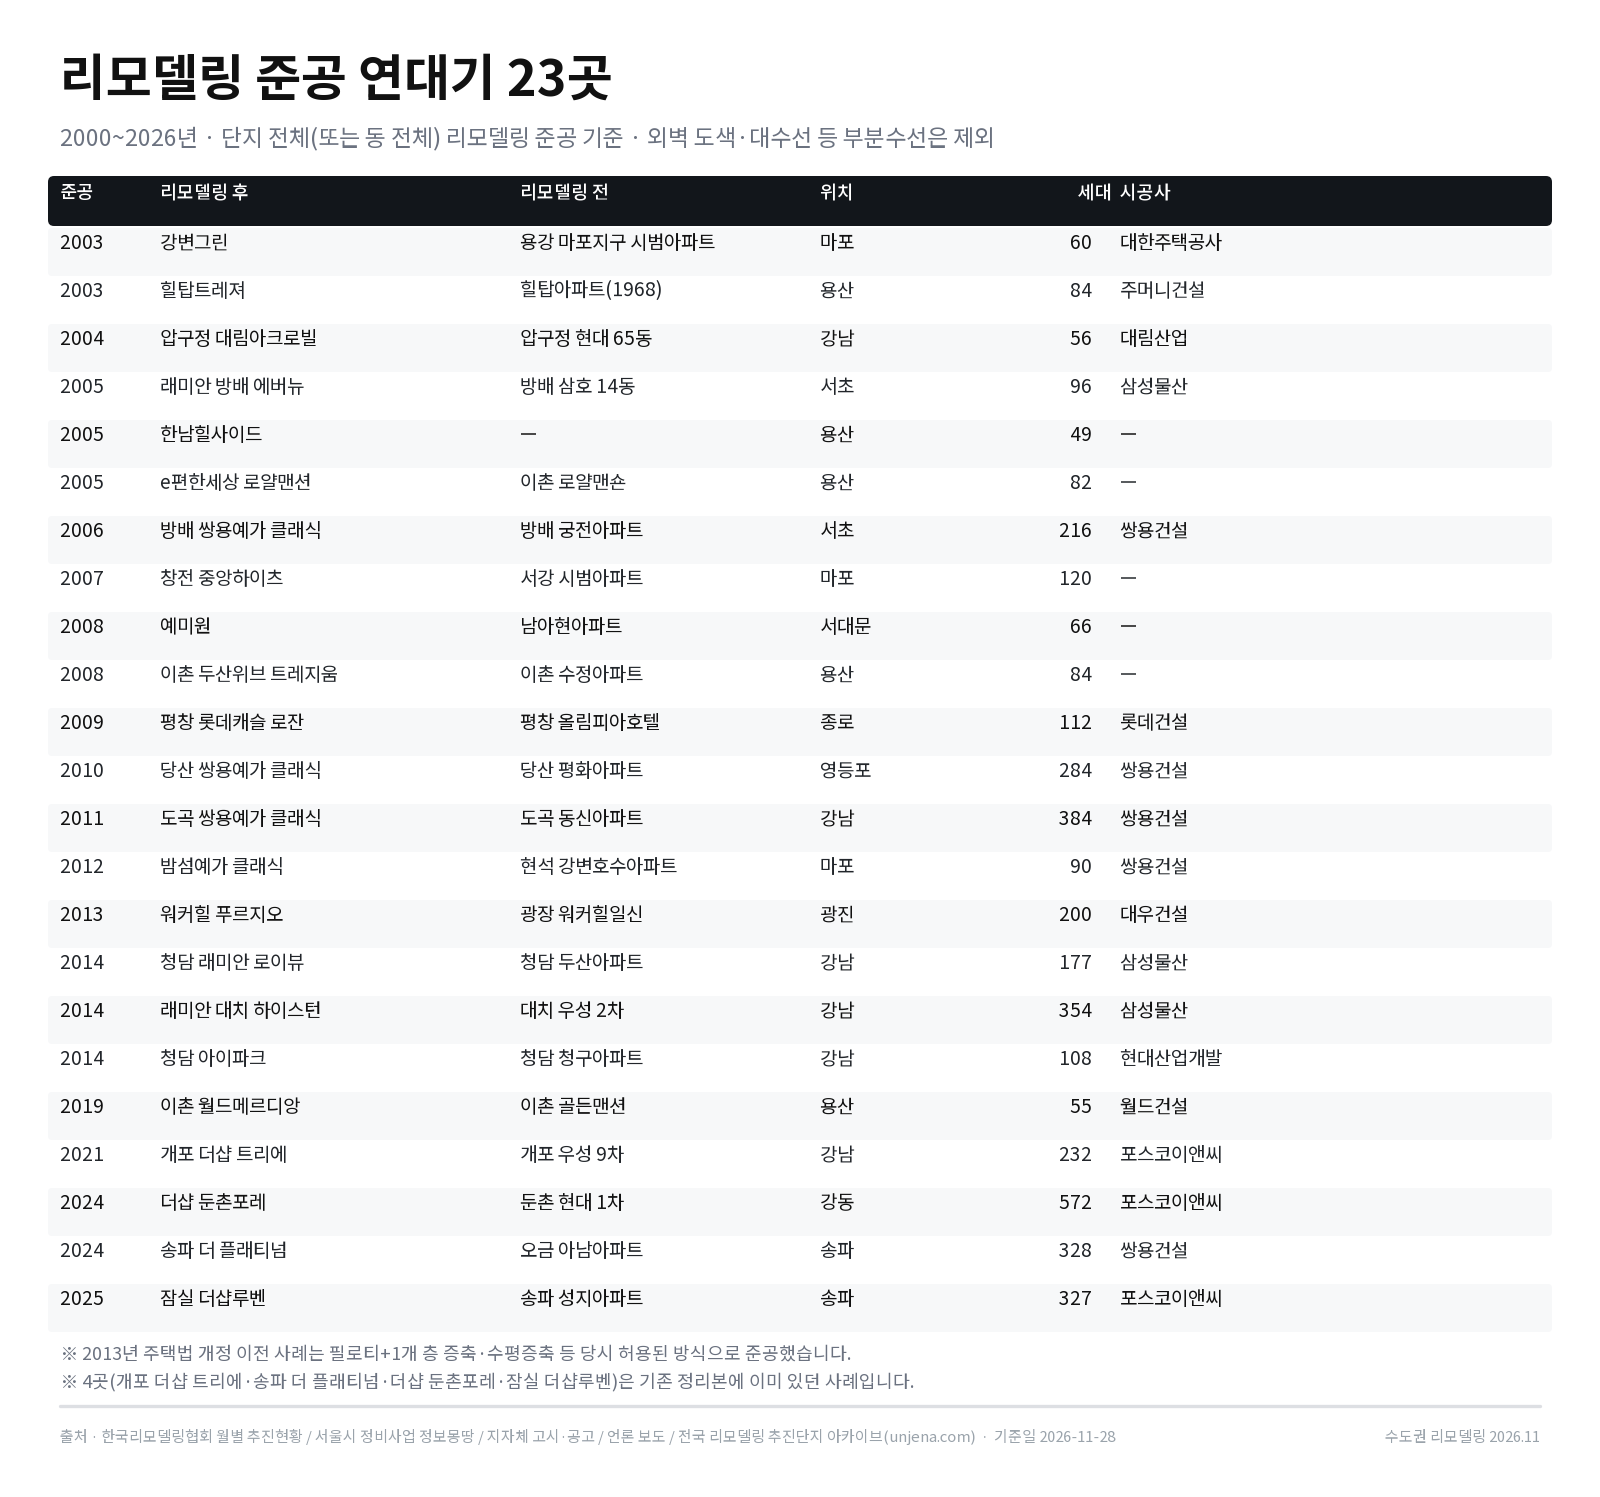 리모델링 준공 연대기 23곳
2000~2026년 · 단지 전체(또는 동 전체) 리모델링 준공 기준 · 외벽 도색·대수선 등 부분수선은 제외
준공 리모델링 후 리모델링 전 위치 세대 시공사
2003 강변그린 용강 마포지구 시범아파트 마포 60 대한주택공사
2003 힐탑트레져 힐탑아파트(1968) 용산 84 주머니건설
2004 압구정 대림아크로빌 압구정 현대 65동 강남 56 대림산업
2005 래미안 방배 에버뉴 방배 삼호 14동 서초 96 삼성물산
2005 한남힐사이드 — 용산 49 —
2005 e편한세상 로얄맨션 이촌 로얄맨숀 용산 82 —
2006 방배 쌍용예가 클래식 방배 궁전아파트 서초 216 쌍용건설
2007 창전 중앙하이츠 서강 시범아파트 마포 120 —
2008 예미원 남아현아파트 서대문 66 —
2008 이촌 두산위브 트레지움 이촌 수정아파트 용산 84 —
2009 평창 롯데캐슬 로잔 평창 올림피아호텔 종로 112 롯데건설
2010 당산 쌍용예가 클래식 당산 평화아파트 영등포 284 쌍용건설
2011 도곡 쌍용예가 클래식 도곡 동신아파트 강남 384 쌍용건설
2012 밤섬예가 클래식 현석 강변호수아파트 마포 90 쌍용건설
2013 워커힐 푸르지오 광장 워커힐일신 광진 200 대우건설
2014 청담 래미안 로이뷰 청담 두산아파트 강남 177 삼성물산
2014 래미안 대치 하이스턴 대치 우성 2차 강남 354 삼성물산
2014 청담 아이파크 청담 청구아파트 강남 108 현대산업개발
2019 이촌 월드메르디앙 이촌 골든맨션 용산 55 월드건설
2021 개포 더샵 트리에 개포 우성 9차 강남 232 포스코이앤씨
2024 더샵 둔촌포레 둔촌 현대 1차 강동 572 포스코이앤씨
2024 송파 더 플래티넘 오금 아남아파트 송파 328 쌍용건설
2025 잠실 더샵루벤 송파 성지아파트 송파 327 포스코이앤씨
※ 2013년 주택법 개정 이전 사례는 필로티+1개 층 증축·수평증축 등 당시 허용된 방식으로 준공했습니다.
※ 4곳(개포 더샵 트리에·송파 더 플래티넘·더샵 둔촌포레·잠실 더샵루벤)은 기존 정리본에 이미 있던 사례입니다.
출처 · 한국리모델링협회 월별 추진현황 / 서울시 정비사업 정보몽땅 / 지자체 고시·공고 / 언론 보도 / 전국 리모델링 추진단지 아카이브(unjena.com) · 기준일 2026-11-28 수도권 리모델링 2026.11